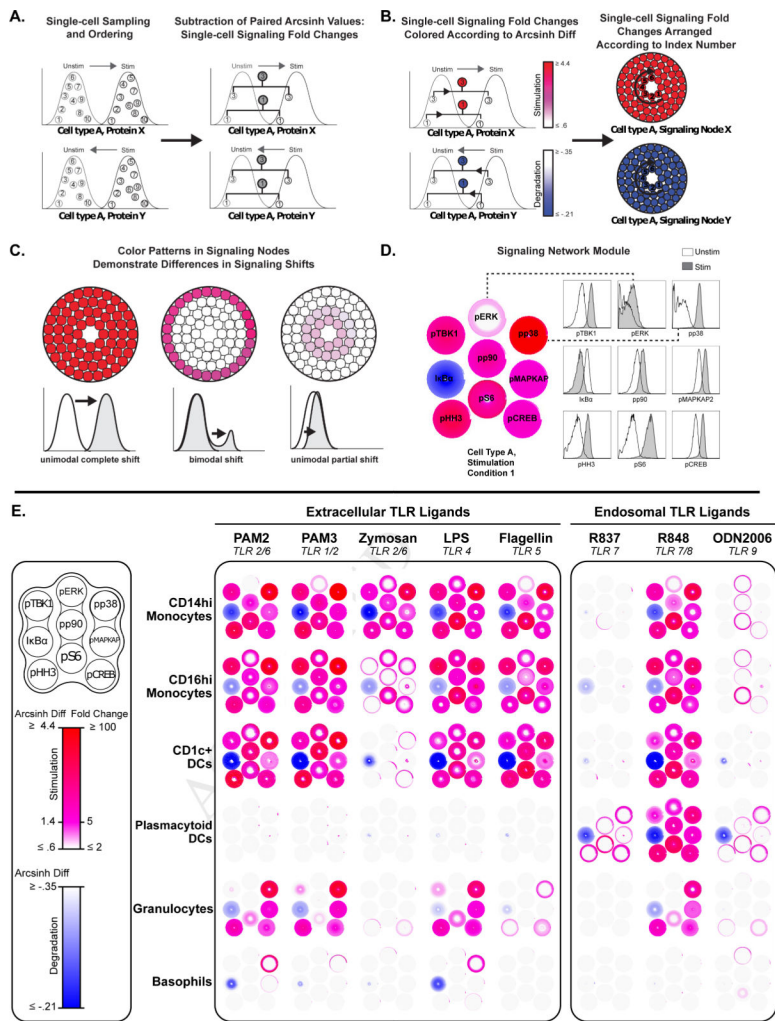 A.
Single-cell Sampling
and Ordering
Unstim
Stim
Cell type A, Protein X
Unstim
Stim
Cell type A, Protein Y
Subtraction of Paired Arcsinh Values:
Single-cell Signaling Fold Changes
Unstim
Stim
Cell type A, Protein X
Unstim
Stim
Cell type A, Protein Y
B.
Single-cell Signaling Fold Changes
Colored According to Arcsinh Diff
Unstim
Stim
Cell type A, Protein X
≥ 4.4
Stimulation
≤ .6
Unstim
Stim
Cell type A, Protein Y
≥ -.35
Degradation
≤ -.21
Single-cell Signaling Fold
Changes Arranged
According to Index Number
Cell type A, Signaling Node X
Cell type A, Signaling Node Y
C.
Color Patterns in Signaling Nodes
Demonstrate Differences in Signaling Shifts
unimodal complete shift
bimodal shift
unimodal partial shift
D.
Signaling Network Module
Unstim
Stim
pERK
pTBK1
pp38
pp90
IκBα
pMAPKAP
pS6
pHH3
pCREB
Cell Type A,
Stimulation
Condition 1
pTBK1
pERK
pp38
IκBα
pp90
pMAPKAP2
pHH3
pS6
pCREB
E.
Extracellular TLR Ligands
Endosomal TLR Ligands
PAM2
PAM3
Zymosan
LPS
Flagellin
R837
R848
ODN2006
TLR 2/6
TLR 1/2
TLR 2/6
TLR 4
TLR 5
TLR 7
TLR 7/8
TLR 9
pERK
pTBK1
pp38
pp90
IκBα
pMAPKAP
pS6
pHH3
pCREB
Arcsinh Diff
Fold Change
≥ 4.4
≥ 100
Stimulation
1.4
5
≤ .6
≤ 2
Arcsinh Diff
≥ -.35
Degradation
≤ -.21
CD14hi
Monocytes
CD16hi
Monocytes
CD1c+
DCs
Plasmacytoid
DCs
Granulocytes
Basophils